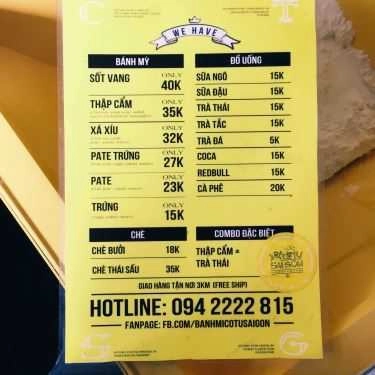 WE HAVE
BÁNH MỲ
SỐT VANG ONLY 40K
THẬP CẨM ONLY 35K
XÁ XÍU ONLY 32K
PATE TRỨNG ONLY 27K
PATE ONLY 23K
TRỨNG ONLY 15K
ĐỒ UỐNG
SỮA NGÔ 15K
SỮA ĐẬU 15K
TRÀ THÁI 15K
TRÀ TẮC 15K
TRÀ ĐÁ 5K
COCA 15K
REDBULL 15K
CÀ PHÊ 20K
CHÈ
CHÈ BƯỞI 18K
CHÈ THÁI SẦU 35K
COMBO ĐẶC BIỆT
THẬP CẨM +
TRÀ THÁI
GIAO HÀNG TẬN NƠI 3KM (FREE SHIP)
HOTLINE: 094 2222 815
FANPAGE: FB.COM/BANHMICOTUSAIGON